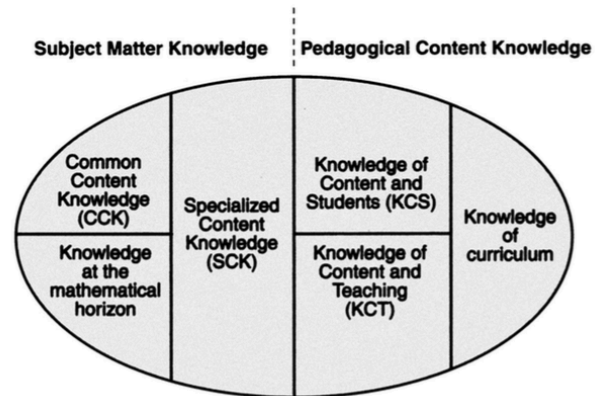 Subject Matter Knowledge
Pedagogical Content Knowledge
Common
Content
Knowledge
(CCK)
Knowledge
at the
mathematical
horizon
Specialized
Content
Knowledge
(SCK)
Knowledge of
Content and
Students (KCS)
Knowledge of
Content and
Teaching
(KCT)
Knowledge
of
curriculum